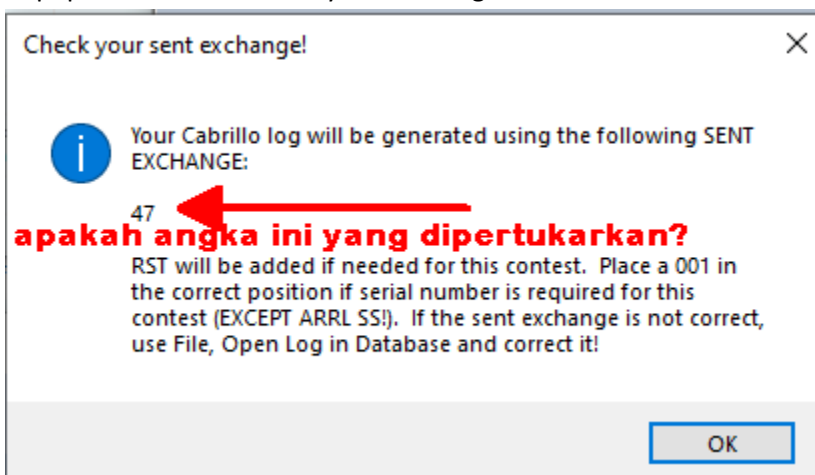 Check your sent exchange!
Your Cabrillo log will be generated using the following SENT
EXCHANGE:
47
apakah angka ini yang dipertukarkan?
RST will be added if needed for this contest. Place a 001 in
the correct position if serial number is required for this
contest (EXCEPT ARRL SS!). If the sent exchange is not correct,
use File, Open Log in Database and correct it!
OK